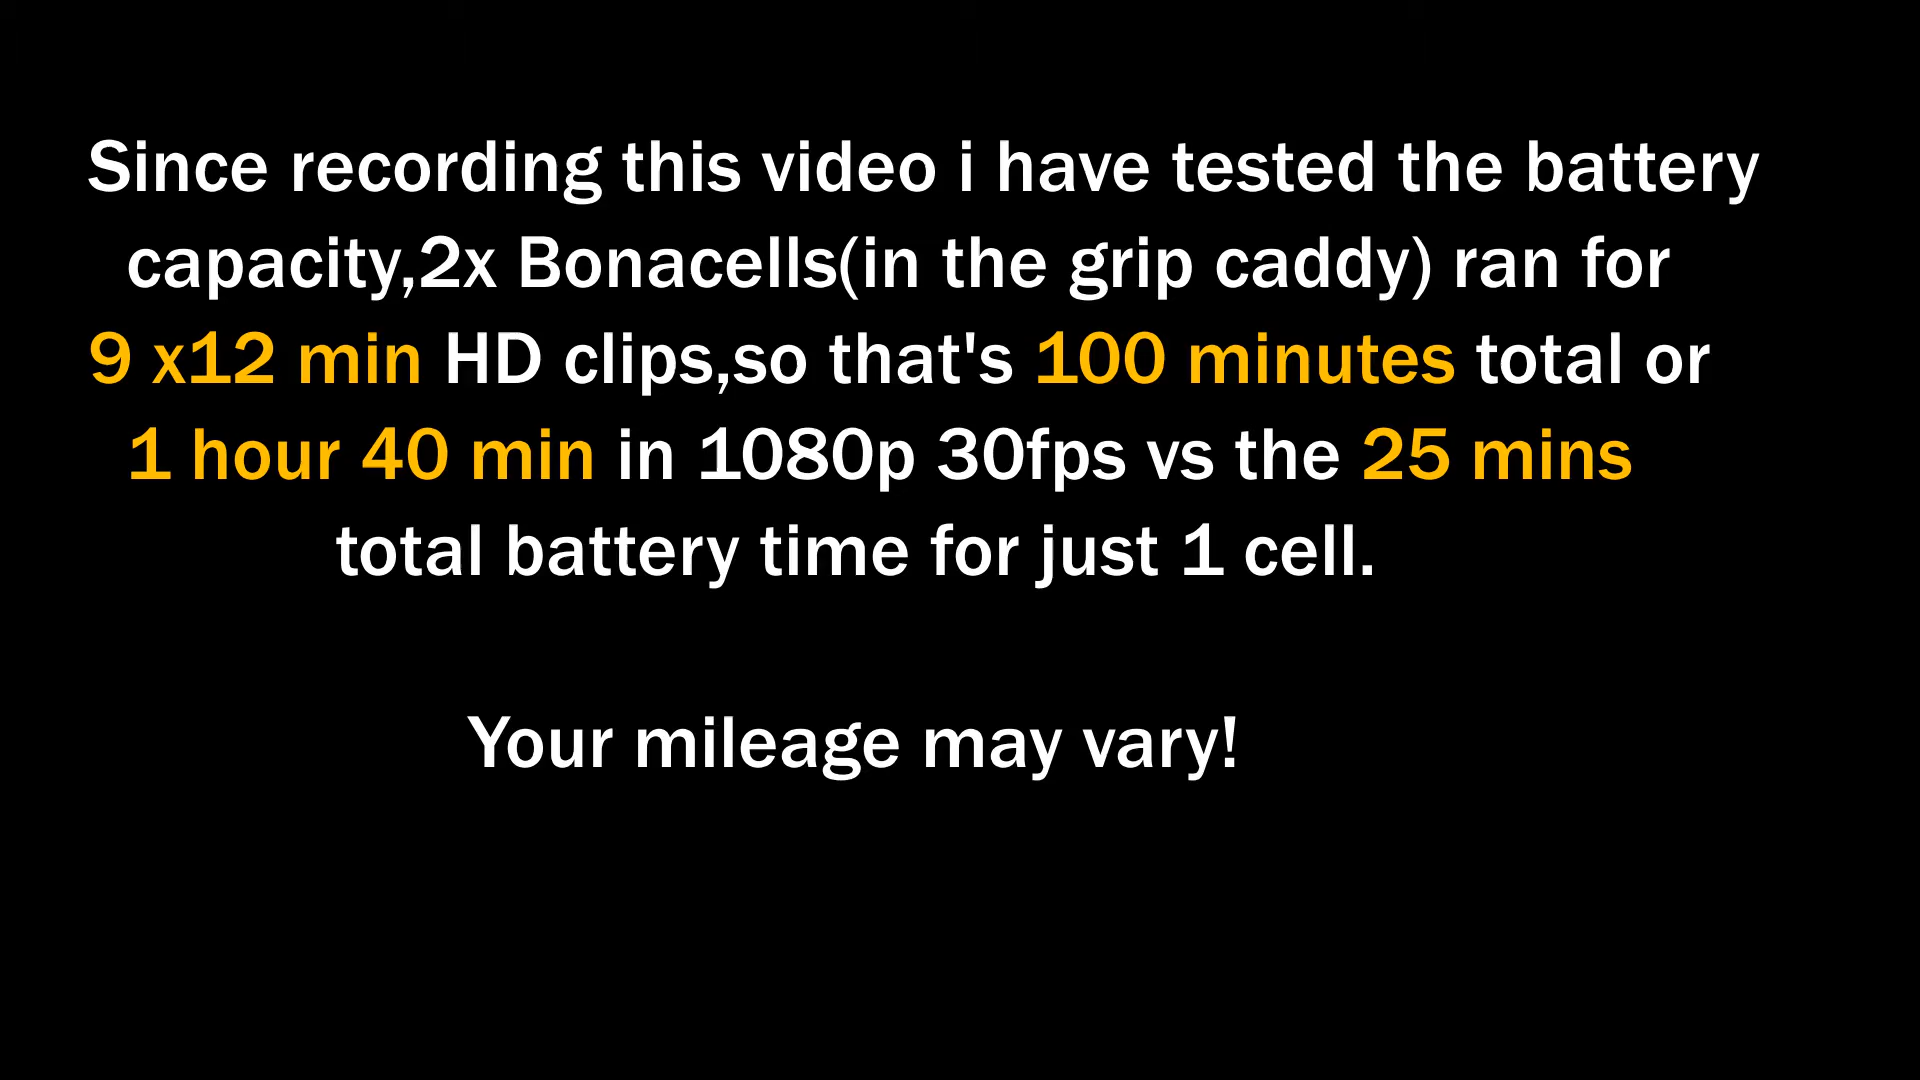 Since recording this video i have tested the battery
capacity,2x Bonacells(in the grip caddy) ran for
9 x12 min HD clips,so that's 100 minutes total or
1 hour 40 min in 1080p 30fps vs the 25 mins
total battery time for just 1 cell.
Your mileage may vary!